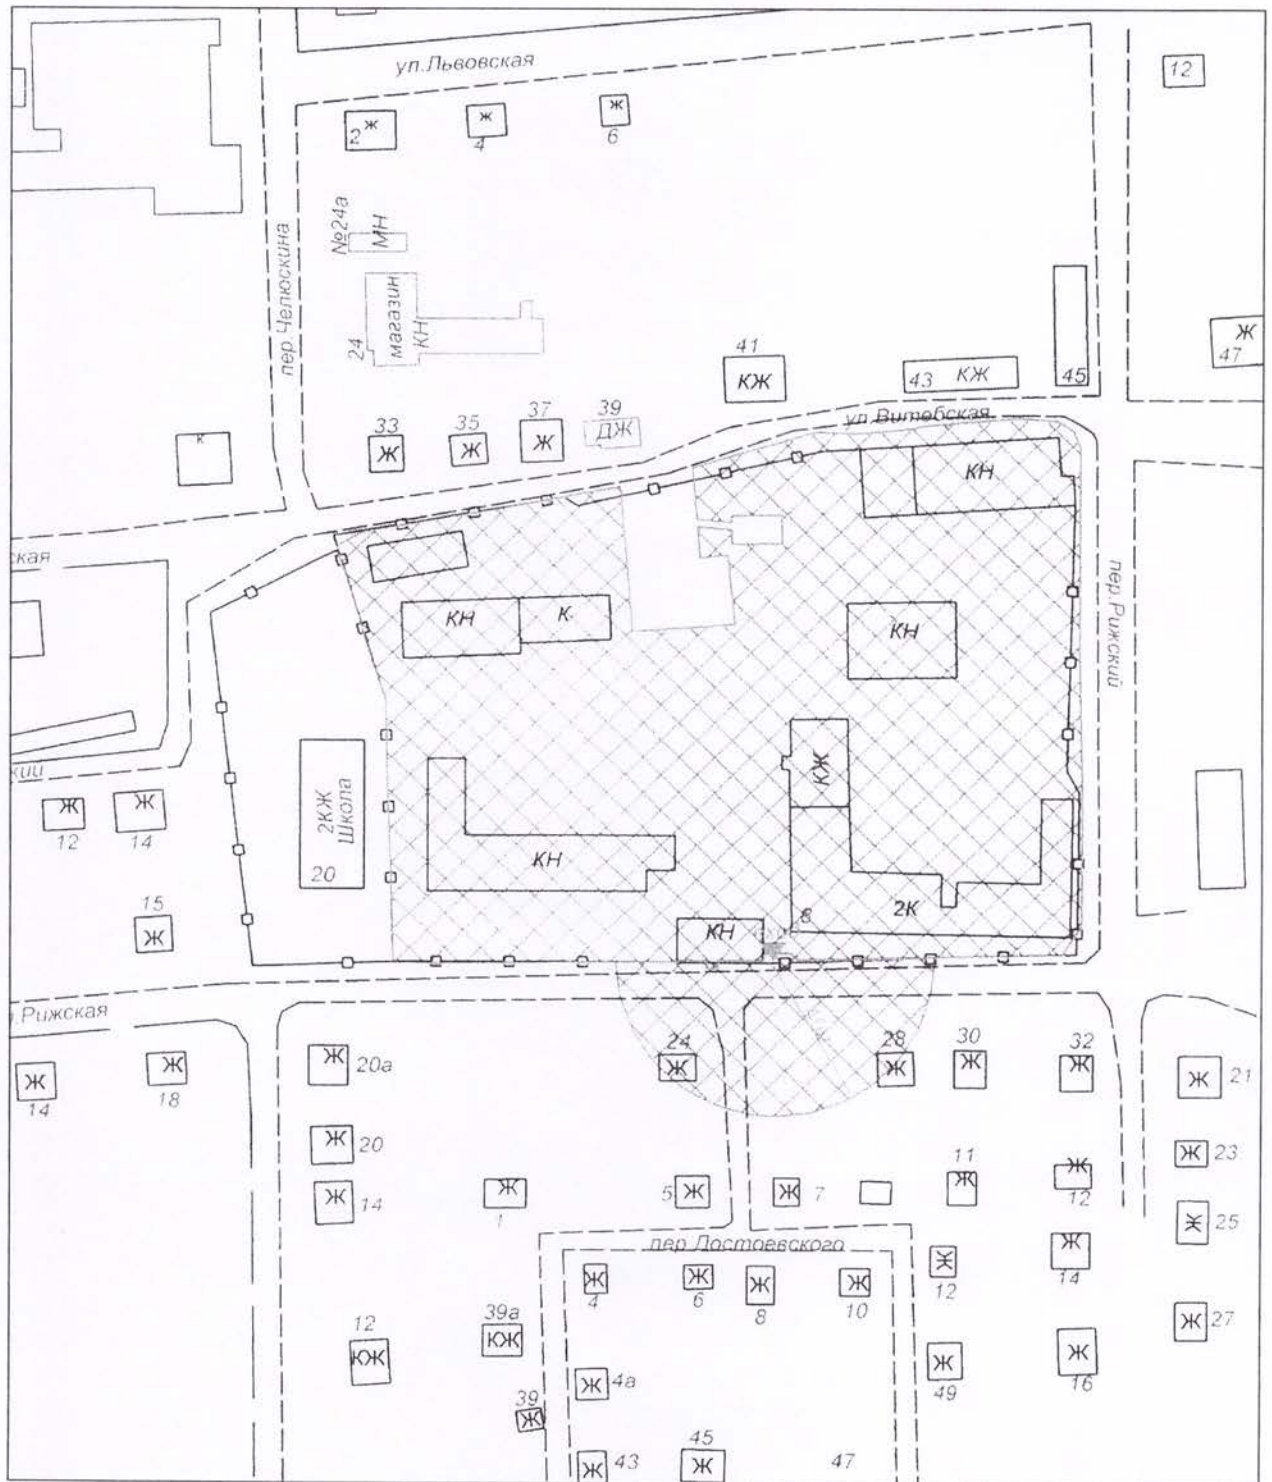 ул.Львовская
12
2 ж
ж
4
ж
6
№24а
МН
пер.Челюскина
24
магазин
КН
41
КЖ
43 КЖ
45
Ж
47
33
Ж
35
Ж
37
Ж
39
ДЖ
ул.Витебская
к
КН
ская
КН
К
КН
пер.Рижский
КЖ
кий
Ж
12
Ж
14
2КЖ
Школа
20
КН
15
Ж
КН
8
2К
.Рижская
Ж
14
Ж
18
Ж
20а
24
Ж
28
Ж
30
Ж
32
Ж
Ж
21
Ж
20
Ж
14
Ж
1
5 Ж
Ж 7
11
Ж
Ж
12
Ж 23
Ж 25
пер.Достоевского
Ж
4
Ж
6
Ж
8
Ж
10
Ж
12
Ж
14
Ж 27
12
КЖ
39а
КЖ
Ж 4а
39
Ж
Ж
49
Ж
16
Ж 43
45
Ж
47